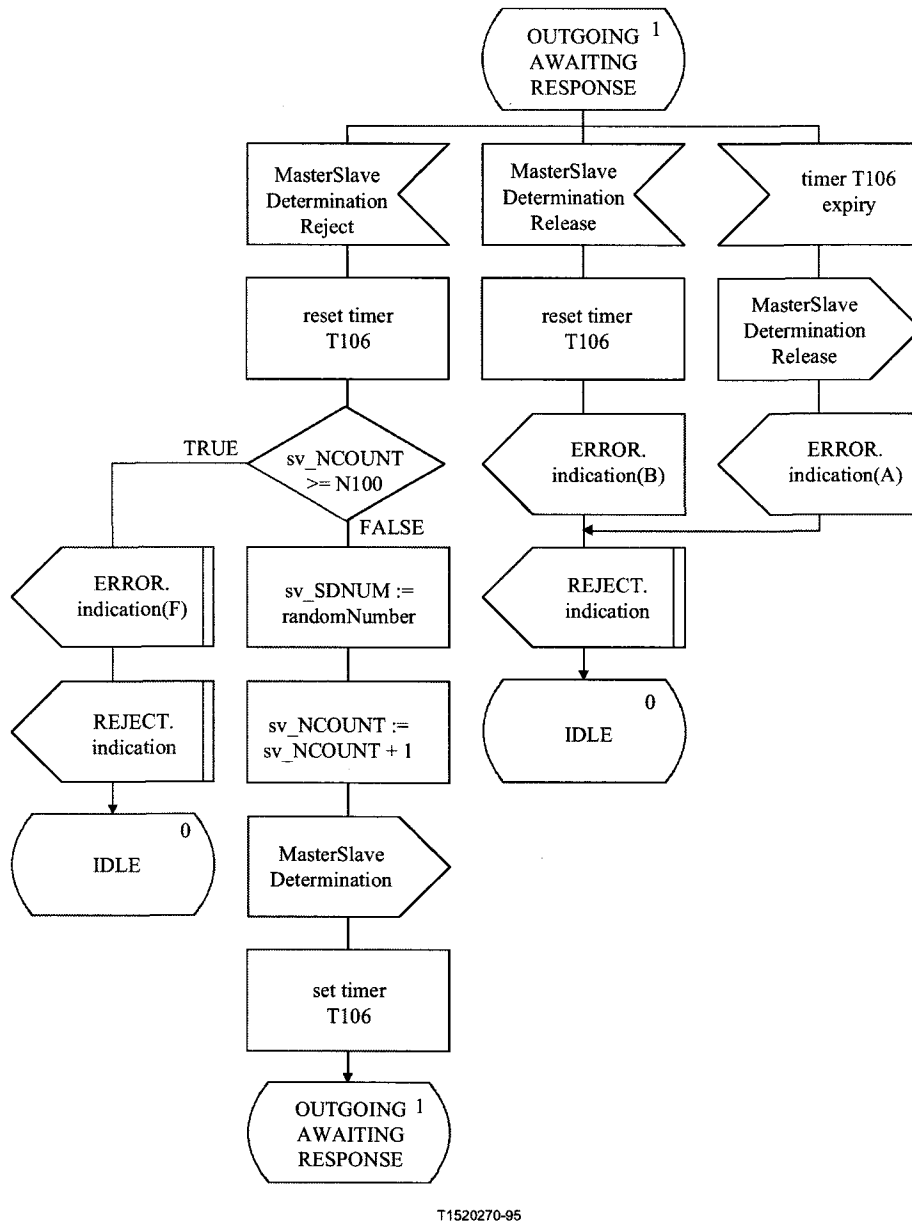 OUTGOING 1
AWAITING
RESPONSE
MasterSlave
Determination
Reject
MasterSlave
Determination
Release
timer T106
expiry
reset timer
T106
reset timer
T106
MasterSlave
Determination
Release
TRUE
sv_NCOUNT
>= N100
FALSE
ERROR.
indication(B)
ERROR.
indication(A)
ERROR.
indication(F)
sv_SDNUM :=
randomNumber
REJECT.
indication
REJECT.
indication
sv_NCOUNT :=
sv_NCOUNT + 1
0
IDLE
0
IDLE
MasterSlave
Determination
set timer
T106
OUTGOING 1
AWAITING
RESPONSE
T1520270-95